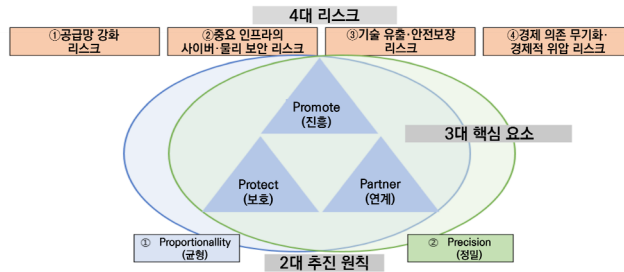 4대 리스크
①공급망 강화
리스크
②중요 인프라의
사이버·물리 보안 리스크
③기술 유출·안전보장
리스크
④경제 의존 무기화·
경제적 위압 리스크
Promote
(진흥)
3대 핵심 요소
Protect
(보호)
Partner
(연계)
① Proportionallity
(균형)
② Precision
(정밀)
2대 추진 원칙